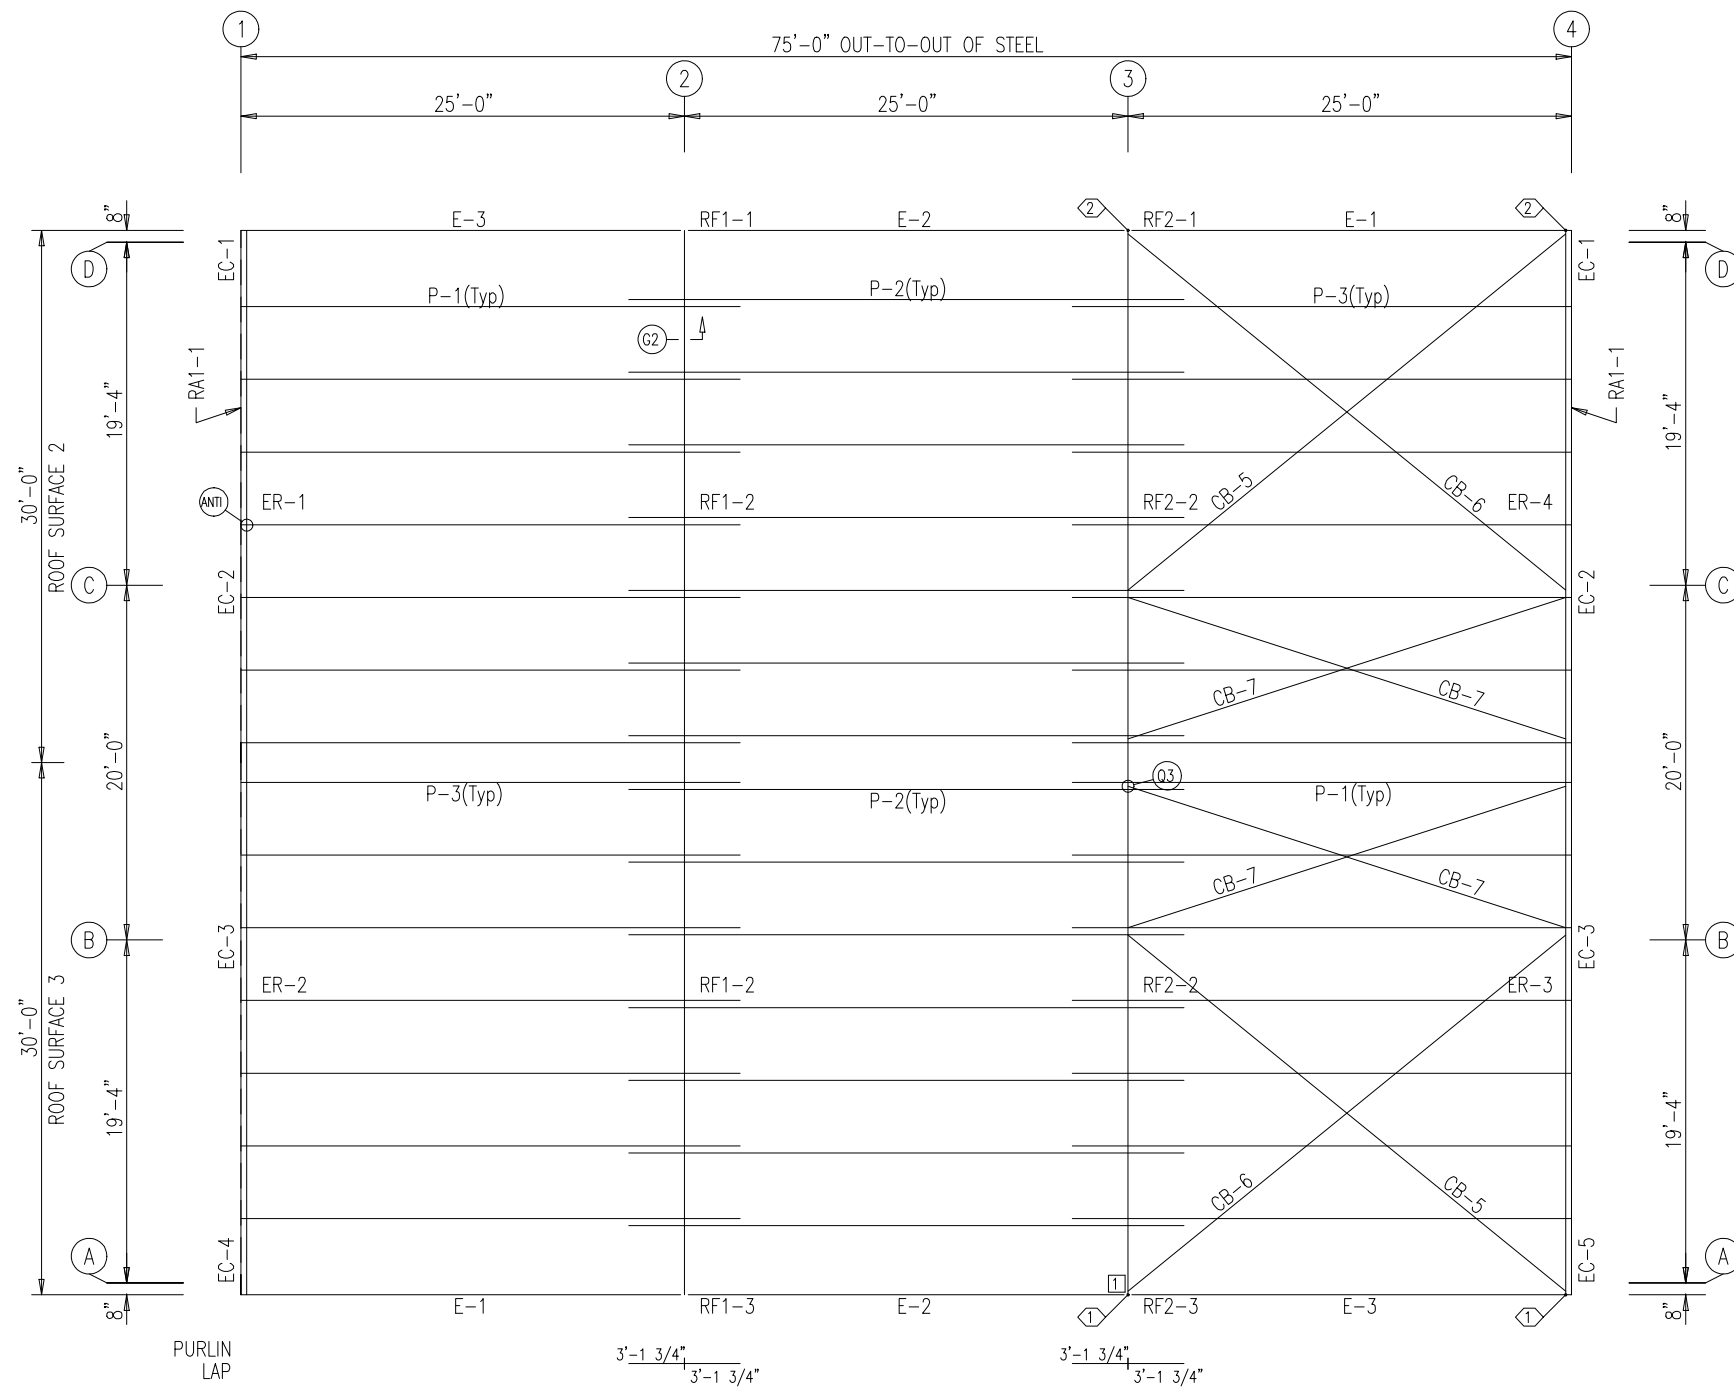 1
4
75'-0" OUT-TO-OUT OF STEEL
2
3
25'-0"
25'-0"
25'-0"
8"
E-3
RF1-1
E-2
2
RF2-1
E-1
2
8"
D
EC-1
EC-1
D
P-1(Typ)
P-2(Typ)
P-3(Typ)
G2
RA1-1
RA1-1
19'-4"
19'-4"
30'-0"
ROOF SURFACE 2
ANTI
ER-1
RF1-2
RF2-2
CB-5
CB-6
ER-4
C
EC-2
EC-2
C
CB-7
CB-7
20'-0"
20'-0"
Q3
P-3(Typ)
P-2(Typ)
P-1(Typ)
CB-7
CB-7
B
EC-3
EC-3
B
ER-2
RF1-2
RF2-2
ER-3
30'-0"
ROOF SURFACE 3
19'-4"
19'-4"
CB-6
CB-5
A
EC-4
EC-5
A
1
8"
E-1
RF1-3
E-2
1
RF2-3
E-3
1
8"
PURLIN
LAP
3'-1 3/4"
3'-1 3/4"
3'-1 3/4"
3'-1 3/4"